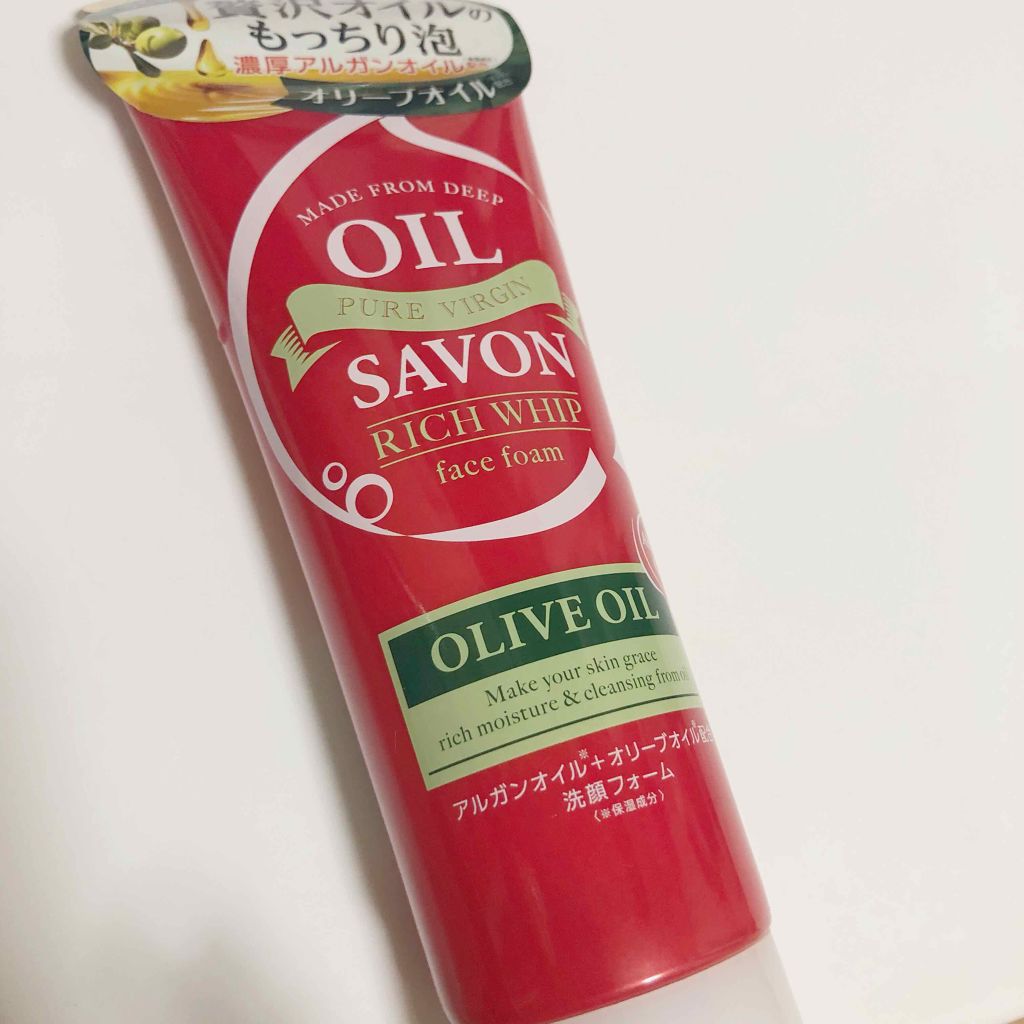 贅沢オイルの
もっちり泡
濃厚アルガンオイル
オリーブオイル
MADE FROM DEEP
OIL
PURE VIRGIN
SAVON
RICH WHIP
face foam
OLIVE OIL
Make your skin grace
rich moisture & cleansing from oil
アルガンオイル※+オリーブオイル※配合
洗顔フォーム
〈※保湿成分〉